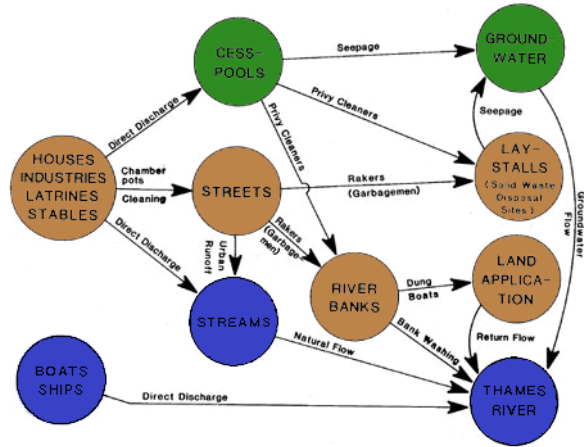 GROUND-
WATER
CESS-
POOLS
Seepage
Privy Cleaners
Direct Discharge
Privy Cleaners
Seepage
HOUSES
INDUSTRIES
LATRINES
STABLES
Chamber
pots
Cleaning
STREETS
Rakers
(Garbagemen)
LAY-
STALLS
(Solid Waste
Disposal
Sites)
Groundwater
Flow
Direct Discharge
Urban
Runoff
Rakers
(Garbage-
men)
RIVER
BANKS
Dung
Boats
LAND
APPLICA-
TION
STREAMS
Natural Flow
Bank Washing
Return Flow
BOATS
SHIPS
Direct Discharge
THAMES
RIVER